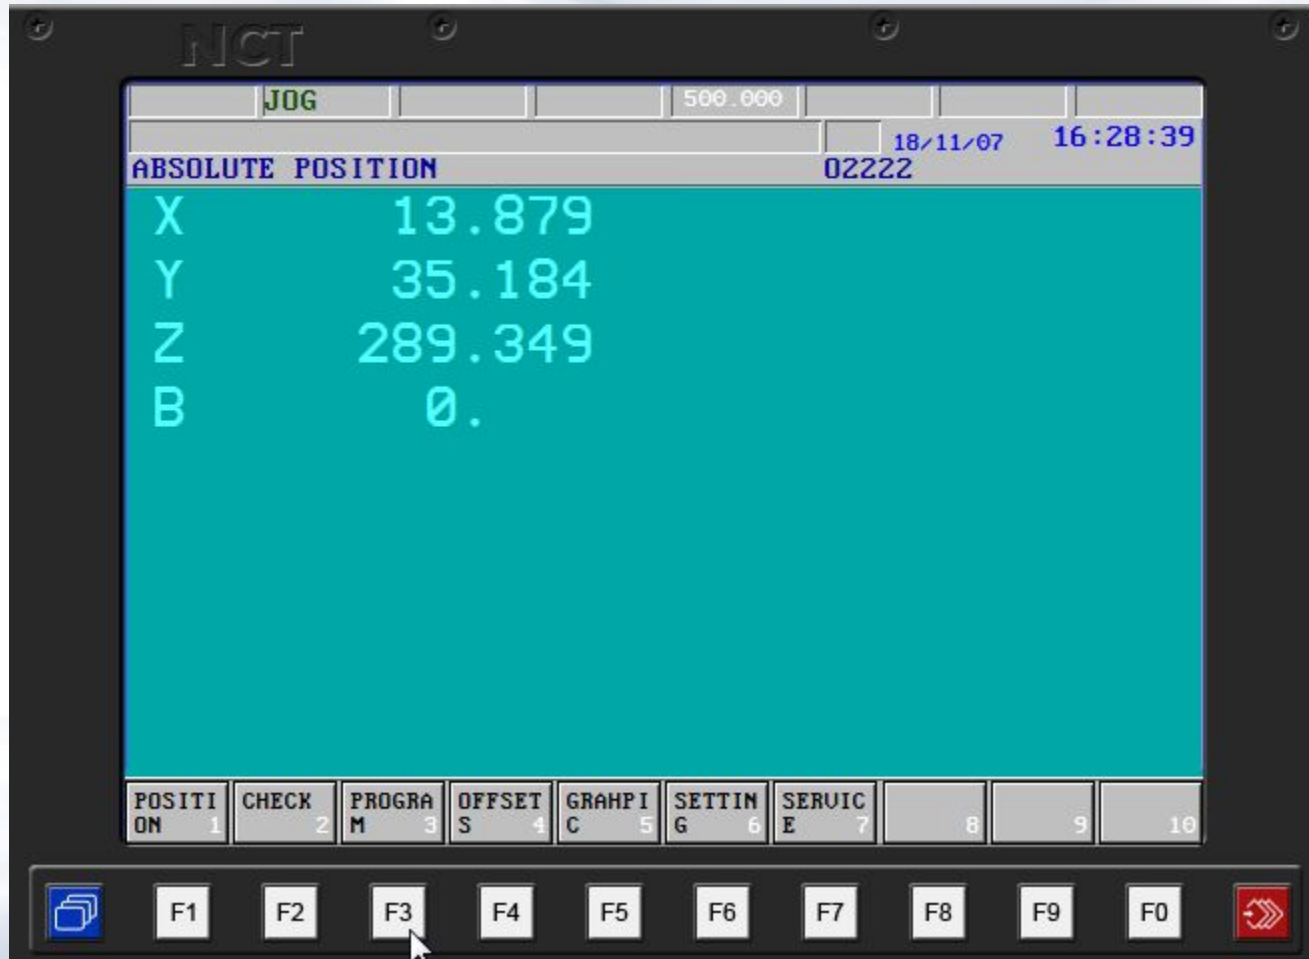 NCT
JOG 500.000
18/11/07 16:28:39
ABSOLUTE POSITION O2222
X 13.879
Y 35.184
Z 289.349
B 0.
POSITI CHECK PROGRA OFFSET GRAHPI SETTIN SERVIC
ON 1 2 M 3 S 4 C 5 G 6 E 7 8 9 10
F1 F2 F3 F4 F5 F6 F7 F8 F9 F0